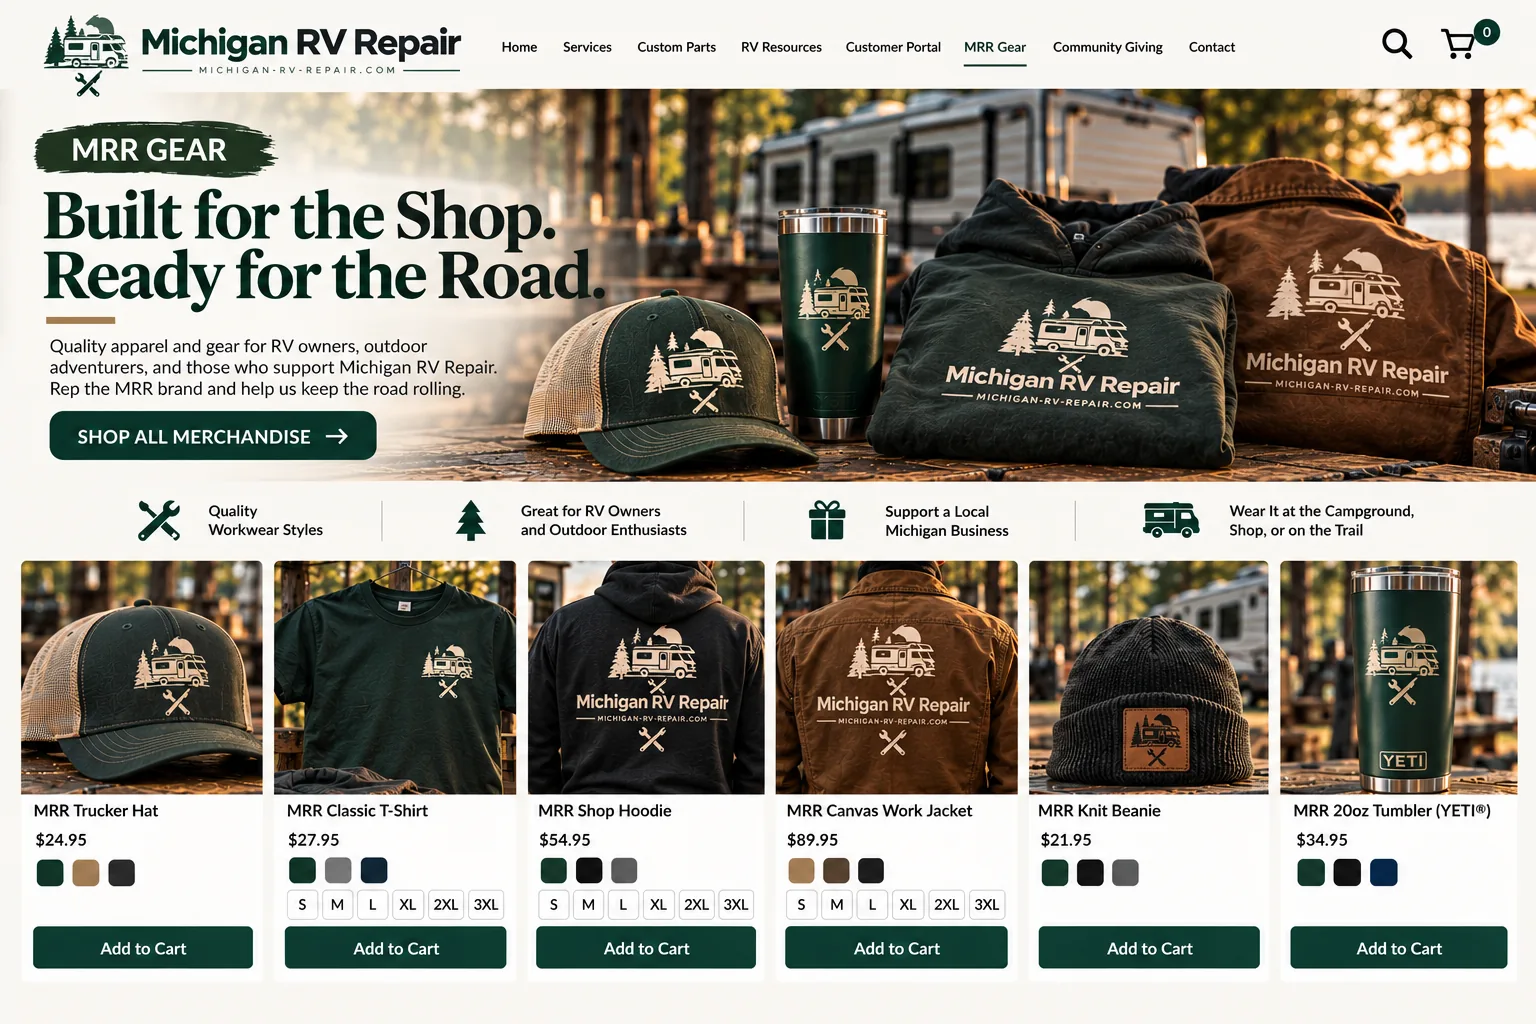 Michigan RV Repair
MICHIGAN-RV-REPAIR.COM
Home
Services
Custom Parts
RV Resources
Customer Portal
MRR Gear
Community Giving
Contact
0
MRR GEAR
Built for the Shop.
Ready for the Road.
Quality apparel and gear for RV owners, outdoor
adventurers, and those who support Michigan RV Repair.
Rep the MRR brand and help us keep the road rolling.
SHOP ALL MERCHANDISE →
Michigan RV Repair
MICHIGAN-RV-REPAIR.COM
Michigan RV Repair
MICHIGAN-RV-REPAIR.COM
Quality
Workwear Styles
Great for RV Owners
and Outdoor Enthusiasts
Support a Local
Michigan Business
Wear It at the Campground,
Shop, or on the Trail
Michigan RV Repair
MICHIGAN-RV-REPAIR.COM
Michigan RV Repair
MICHIGAN-RV-REPAIR.COM
YETI
MRR Trucker Hat
$24.95
Add to Cart
MRR Classic T-Shirt
$27.95
S M L XL 2XL 3XL
Add to Cart
MRR Shop Hoodie
$54.95
S M L XL 2XL 3XL
Add to Cart
MRR Canvas Work Jacket
$89.95
S M L XL 2XL 3XL
Add to Cart
MRR Knit Beanie
$21.95
Add to Cart
MRR 20oz Tumbler (YETI®)
$34.95
Add to Cart